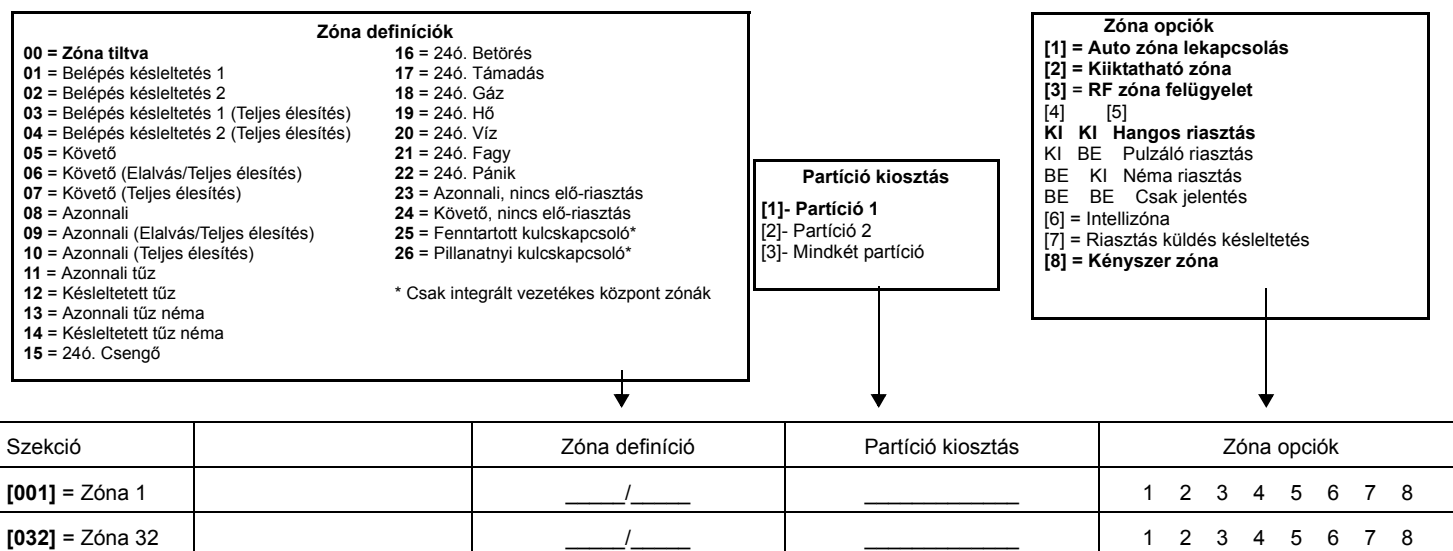 Zóna definíciók
00 = Zóna tiltva
01 = Belépés késleltetés 1
02 = Belépés késleltetés 2
03 = Belépés késleltetés 1 (Teljes élesítés)
04 = Belépés késleltetés 2 (Teljes élesítés)
05 = Követő
06 = Követő (Elalvás/Teljes élesítés)
07 = Követő (Teljes élesítés)
08 = Azonnali
09 = Azonnali (Elalvás/Teljes élesítés)
10 = Azonnali (Teljes élesítés)
11 = Azonnali tűz
12 = Késleltetett tűz
13 = Azonnali tűz néma
14 = Késleltetett tűz néma
15 = 24ó. Csengő
16 = 24ó. Betörés
17 = 24ó. Támadás
18 = 24ó. Gáz
19 = 24ó. Hő
20 = 24ó. Víz
21 = 24ó. Fagy
22 = 24ó. Pánik
23 = Azonnali, nincs elő-riasztás
24 = Követő, nincs elő-riasztás
25 = Fenntartott kulcskapcsoló*
26 = Pillanatnyi kulcskapcsoló*
* Csak integrált vezetékes központ zónák
Partíció kiosztás
[1]- Partíció 1
[2]- Partíció 2
[3]- Mindkét partíció
Zóna opciók
[1] = Auto zóna lekapcsolás
[2] = Kiiktatható zóna
[3] = RF zóna felügyelet
[4] [5]
KI KI Hangos riasztás
KI BE Pulzáló riasztás
BE KI Néma riasztás
BE BE Csak jelentés
[6] = Intellizóna
[7] = Riasztás küldés késleltetés
[8] = Kényszer zóna
Szekció Zóna definíció Partíció kiosztás Zóna opciók
[001] = Zóna 1 _____/_____ _____________ 1 2 3 4 5 6 7 8
[032] = Zóna 32 _____/_____ _____________ 1 2 3 4 5 6 7 8